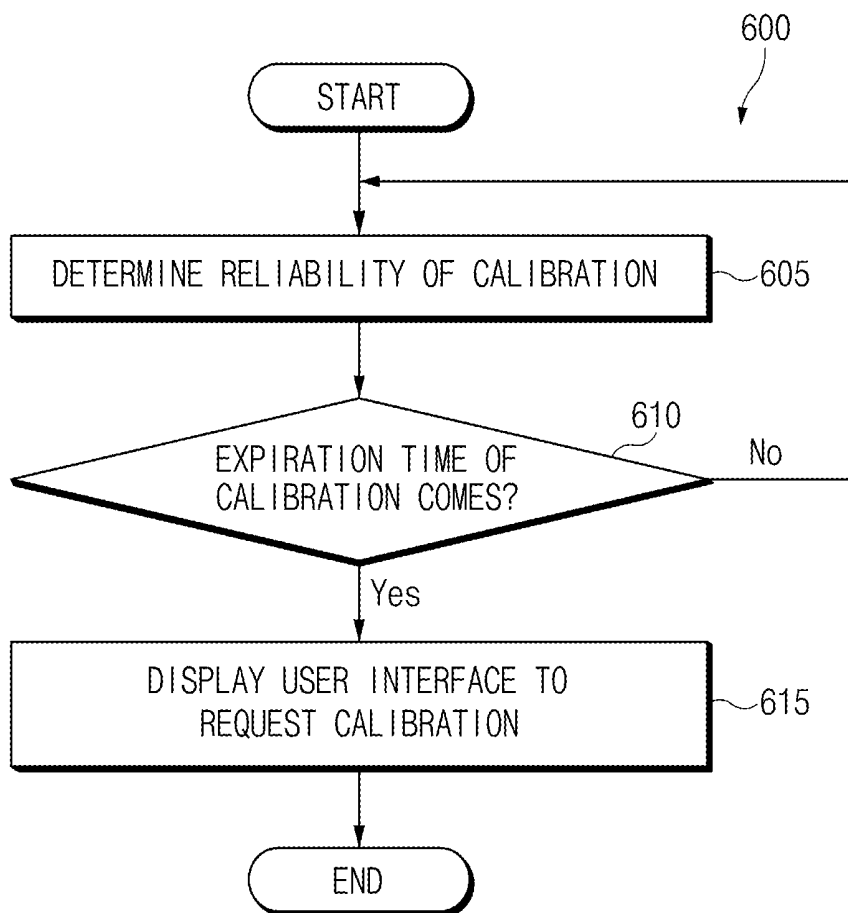 600
START
DETERMINE RELIABILITY OF CALIBRATION
605
610
EXPIRATION TIME OF
CALIBRATION COMES?
No
Yes
DISPLAY USER INTERFACE TO
REQUEST CALIBRATION
615
END